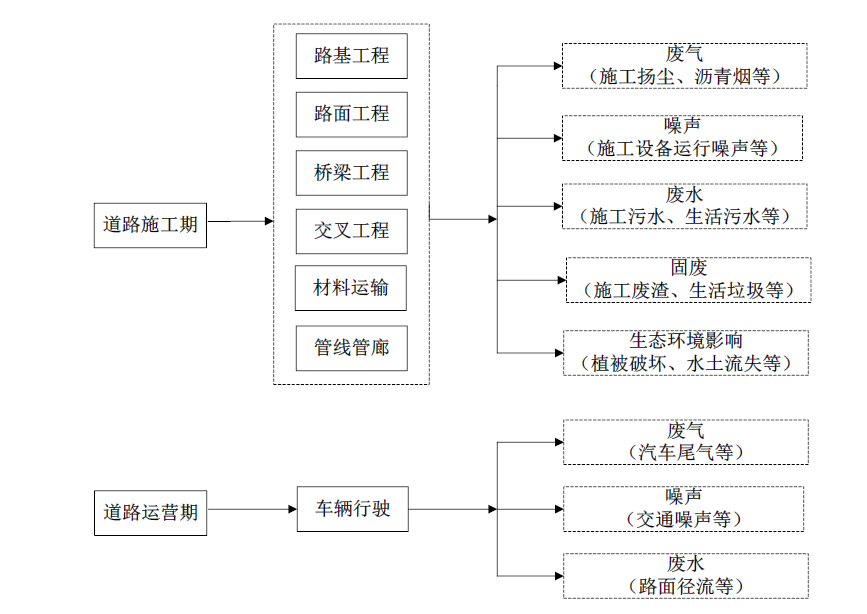 道路施工期
路基工程
路面工程
桥梁工程
交叉工程
材料运输
管线管廊
废气
（施工扬尘、沥青烟等）
噪声
（施工设备运行噪声等）
废水
（施工污水、生活污水等）
固废
（施工废渣、生活垃圾等）
生态环境影响
（植被破坏、水土流失等）
道路运营期
车辆行驶
废气
（汽车尾气等）
噪声
（交通噪声等）
废水
（路面径流等）